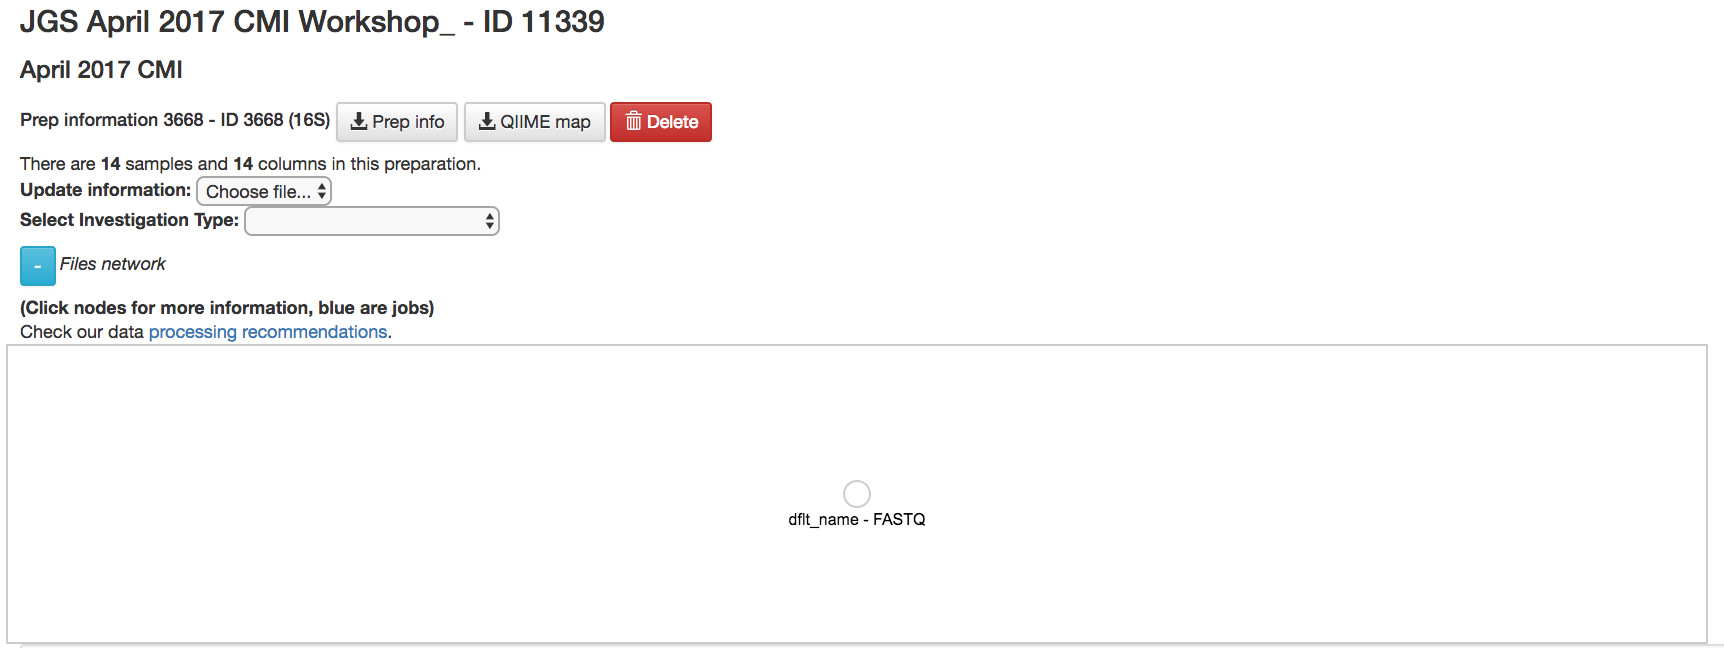 JGS April 2017 CMI Workshop_ - ID 11339
April 2017 CMI
Prep information 3668 - ID 3668 (16S) Prep info QIIME map Delete
There are 14 samples and 14 columns in this preparation.
Update information: Choose file...
Select Investigation Type:
- Files network
(Click nodes for more information, blue are jobs)
Check our data processing recommendations.
dflt_name - FASTQ